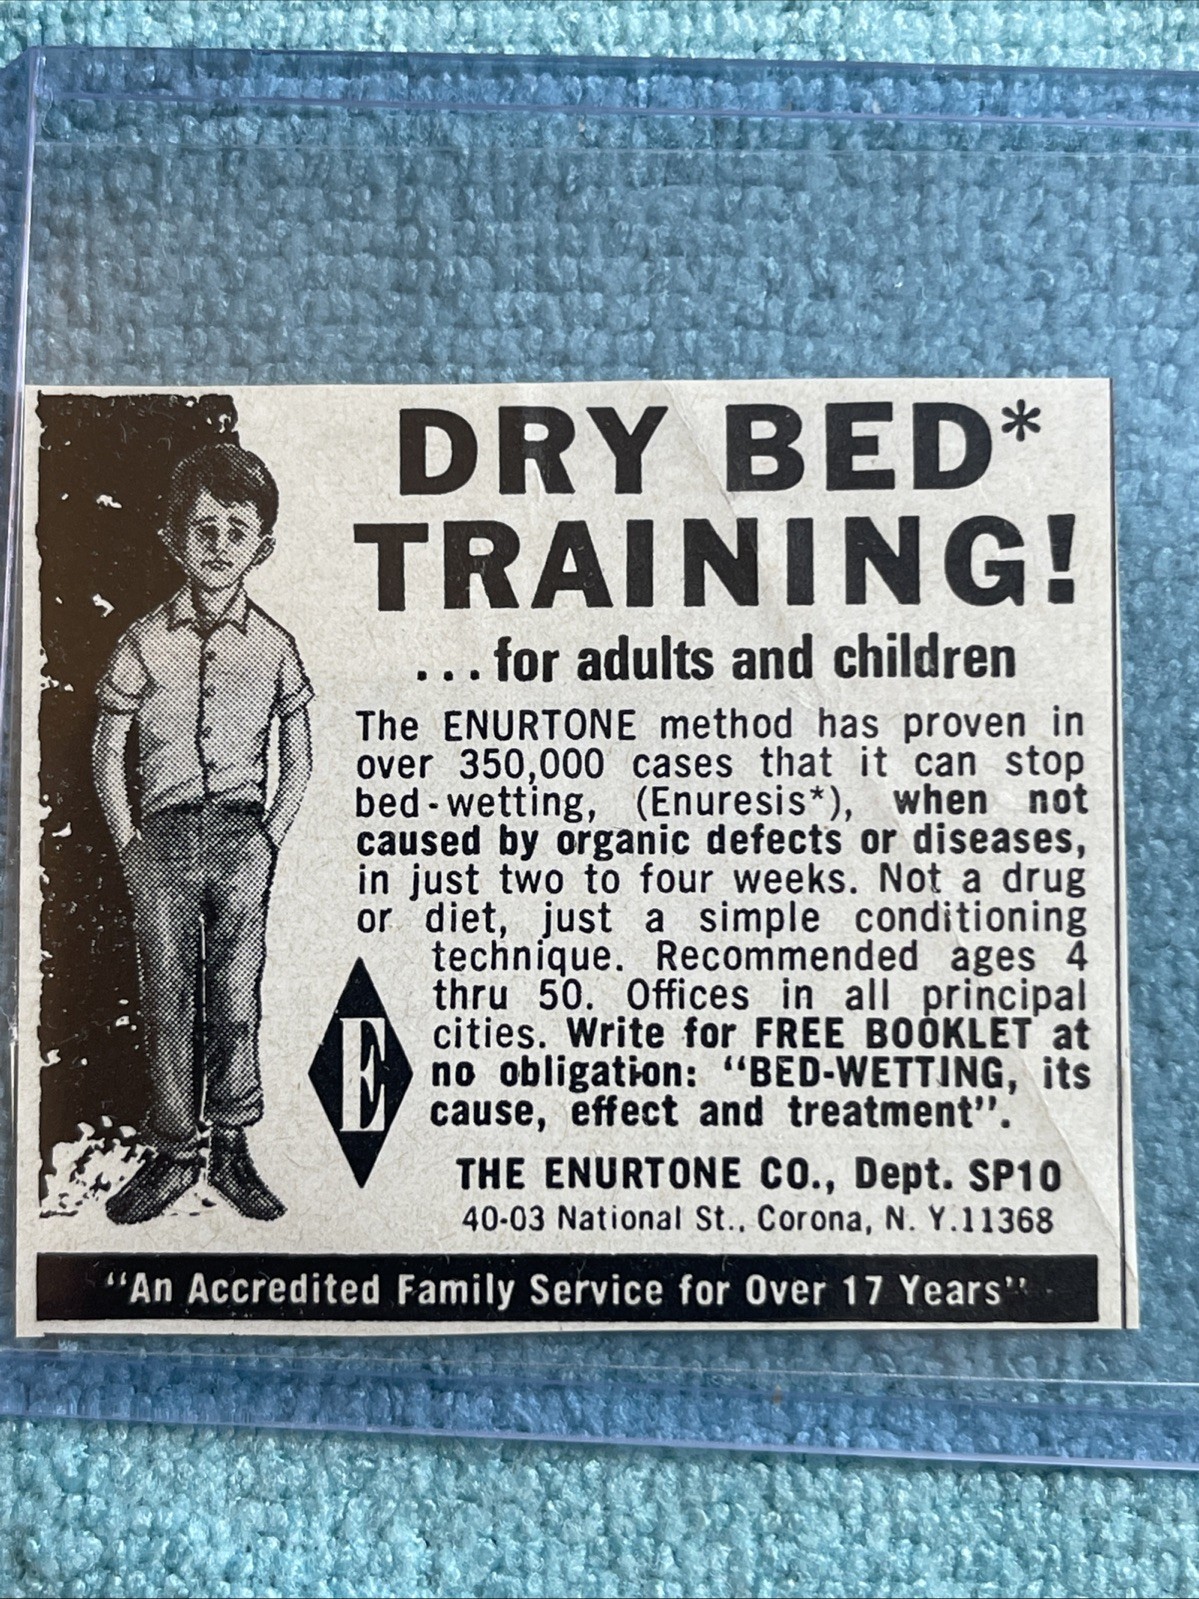 DRY BED*
TRAINING!
...for adults and children
The ENURTONE method has proven in
over 350,000 cases that it can stop
bed-wetting, (Enuresis*), when not
caused by organic defects or diseases,
in just two to four weeks. Not a drug
or diet, just a simple conditioning
technique. Recommended ages 4
thru 50. Offices in all principal
cities. Write for FREE BOOKLET at
no obligation: "BED-WETTING, its
cause, effect and treatment".
E
THE ENURTONE CO., Dept. SP10
40-03 National St., Corona, N. Y.11368
"An Accredited Family Service for Over 17 Years"